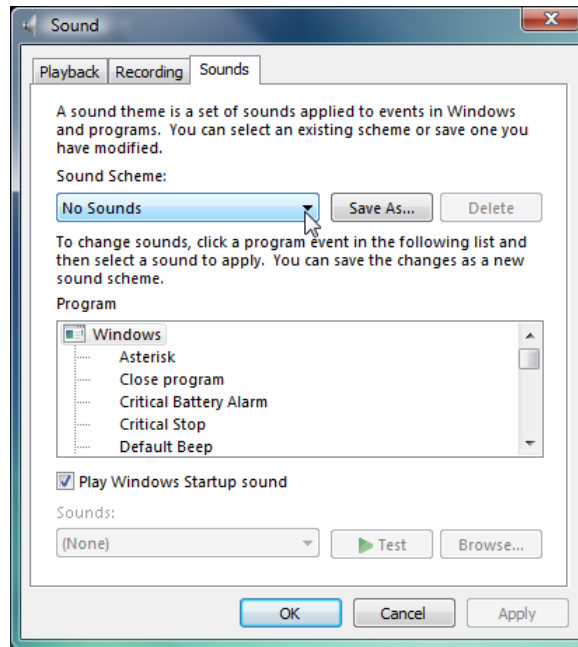 Sound
Playback Recording Sounds
A sound theme is a set of sounds applied to events in Windows
and programs. You can select an existing scheme or save one you
have modified.
Sound Scheme:
No Sounds Save As... Delete
To change sounds, click a program event in the following list and
then select a sound to apply. You can save the changes as a new
sound scheme.
Program
Windows
Asterisk
Close program
Critical Battery Alarm
Critical Stop
Default Beep
Play Windows Startup sound
Sounds:
(None) Test Browse...
OK Cancel Apply